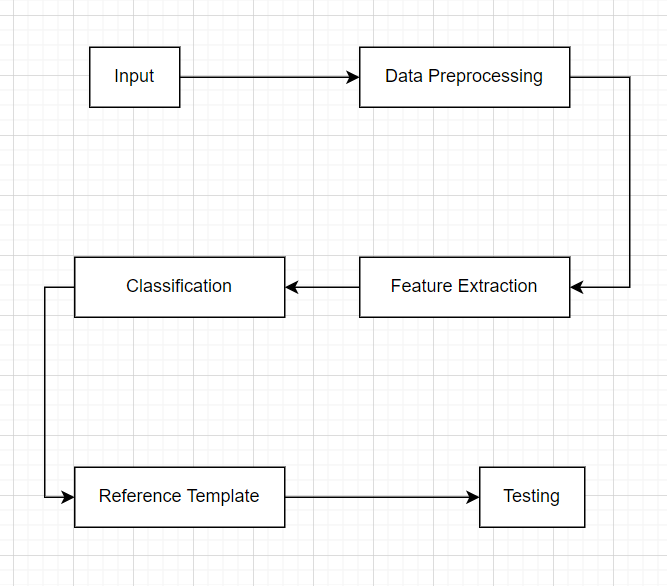 Input
Data Preprocessing
Feature Extraction
Classification
Reference Template
Testing